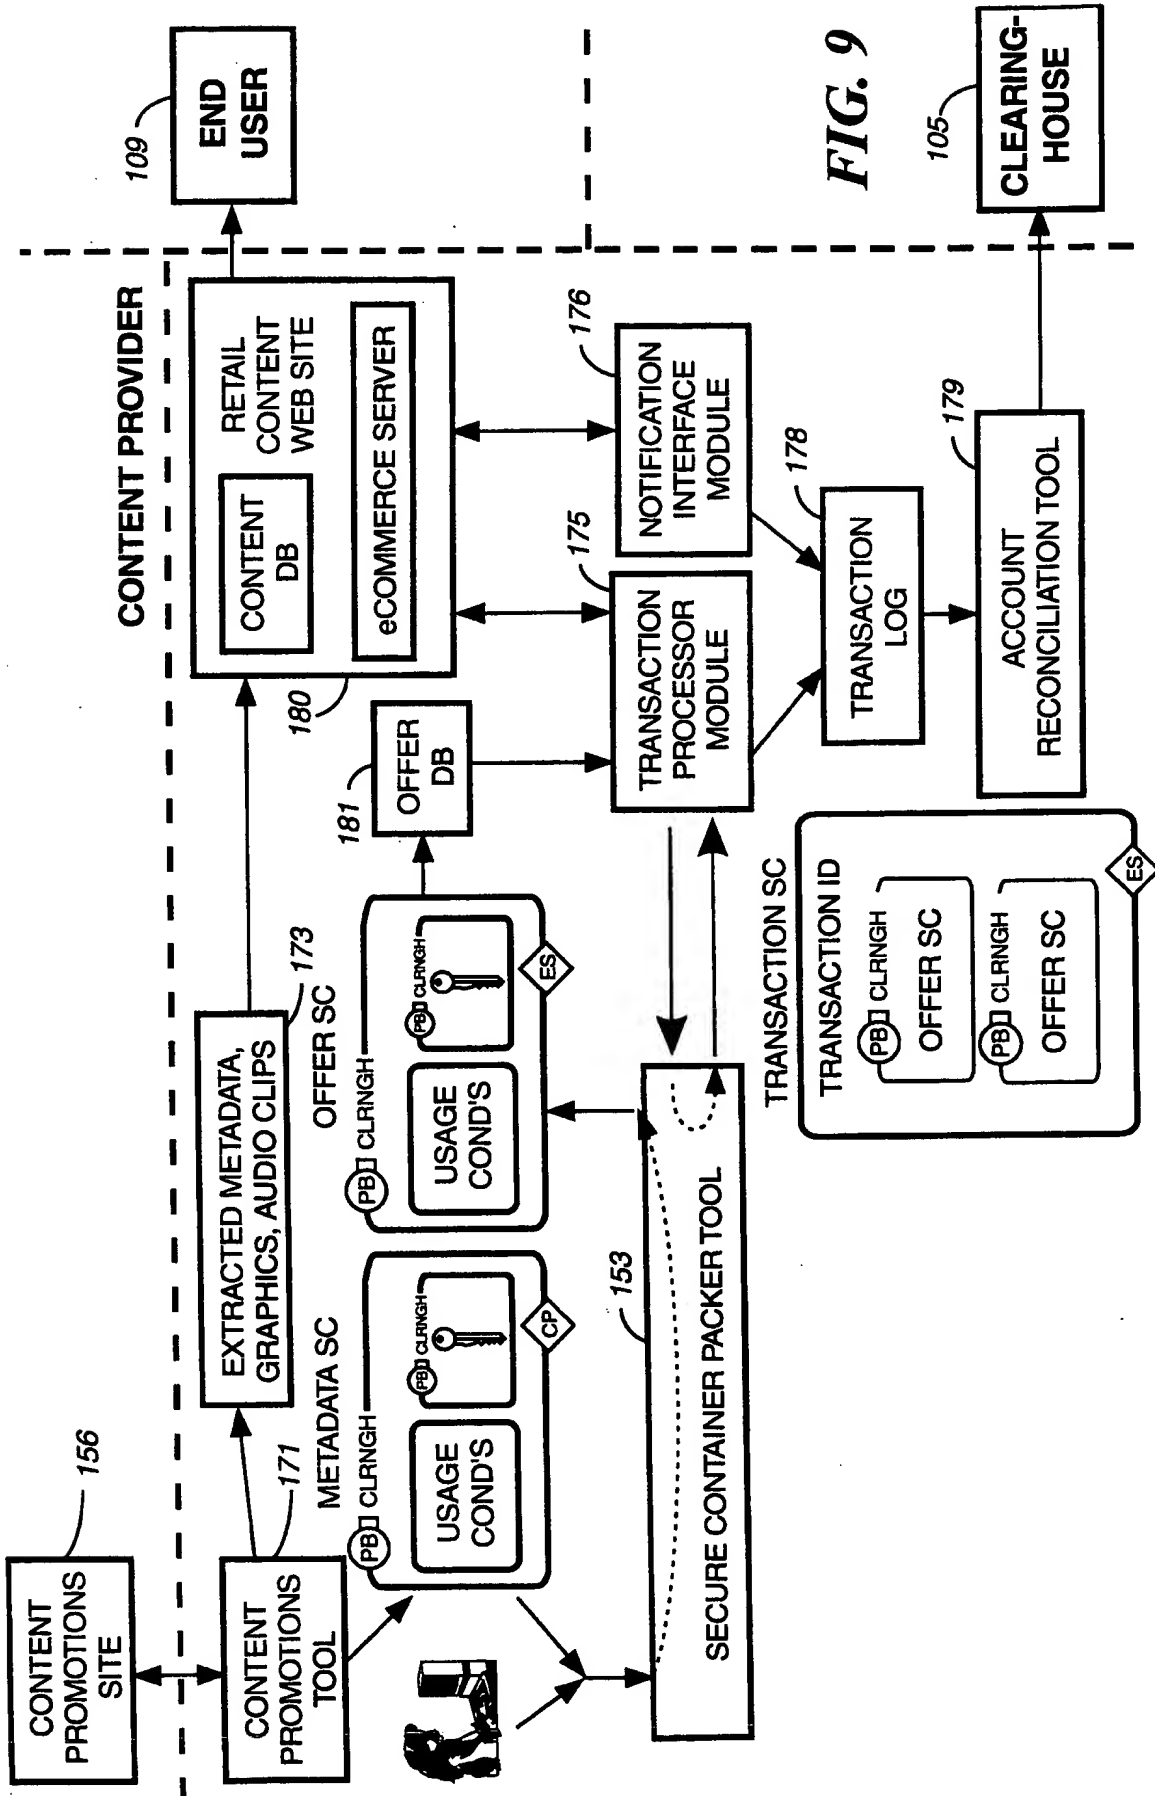 CONTENT
PROMOTIONS
SITE
156
CONTENT PROVIDER
CONTENT
PROMOTIONS
TOOL
171
EXTRACTED METADATA,
GRAPHICS, AUDIO CLIPS
173
CONTENT
DB
RETAIL
CONTENT
WEB SITE
eCOMMERCE SERVER
180
END
USER
109
METADATA SC
PB CLRNGH
USAGE
COND'S
PB CLRNGH
CP
OFFER SC
PB CLRNGH
USAGE
COND'S
PB CLRNGH
ES
OFFER
DB
181
SECURE CONTAINER PACKER TOOL
153
TRANSACTION
PROCESSOR
MODULE
175
NOTIFICATION
INTERFACE
MODULE
176
TRANSACTION
LOG
178
TRANSACTION SC
TRANSACTION ID
PB CLRNGH
OFFER SC
PB CLRNGH
OFFER SC
ES
ACCOUNT
RECONCILIATION TOOL
179
CLEARING-
HOUSE
105
FIG. 9